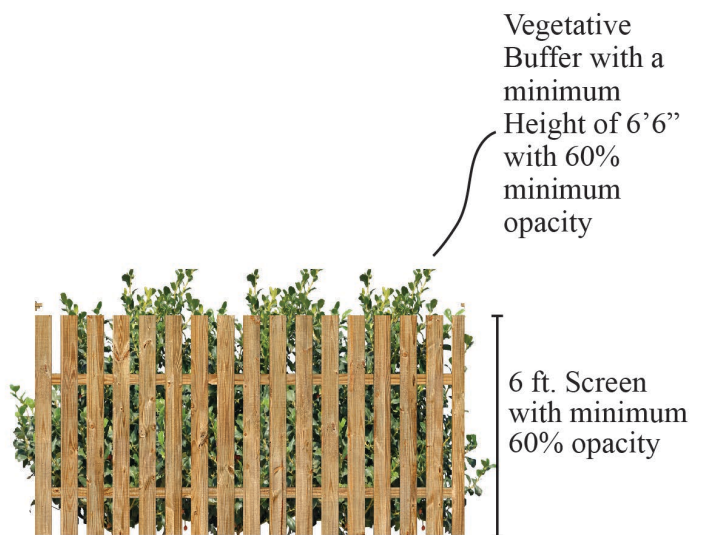 Vegetative
Buffer with a
minimum
Height of 6’6”
with 60%
minimum
opacity
6 ft. Screen
with minimum
60% opacity